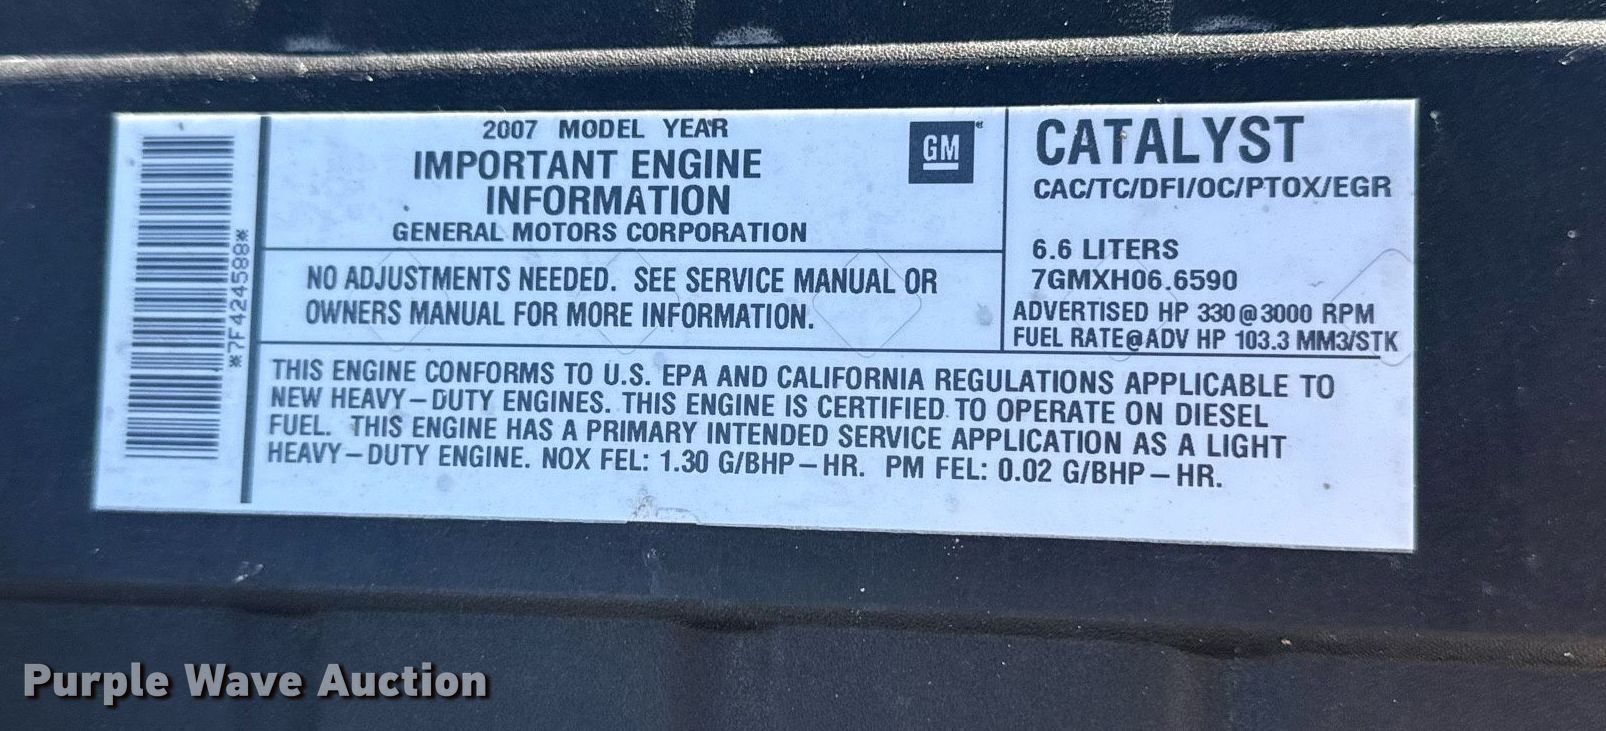 2007 MODEL YEAR
IMPORTANT ENGINE
INFORMATION
GENERAL MOTORS CORPORATION
GM
CATALYST
CAC/TC/DFI/OC/PTOX/EGR
6.6 LITERS
7GMXH06.6590
ADVERTISED HP 330@3000 RPM
FUEL RATE@ADV HP 103.3 MM3/STK
NO ADJUSTMENTS NEEDED. SEE SERVICE MANUAL OR
OWNERS MANUAL FOR MORE INFORMATION.
*7F424588*
THIS ENGINE CONFORMS TO U.S. EPA AND CALIFORNIA REGULATIONS APPLICABLE TO
NEW HEAVY-DUTY ENGINES. THIS ENGINE IS CERTIFIED TO OPERATE ON DIESEL
FUEL. THIS ENGINE HAS A PRIMARY INTENDED SERVICE APPLICATION AS A LIGHT
HEAVY-DUTY ENGINE. NOX FEL: 1.30 G/BHP-HR. PM FEL: 0.02 G/BHP-HR.
Purple Wave Auction